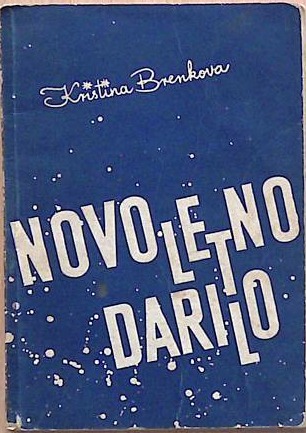 Kristina Brenkova
NOVOLETNO
DARILO